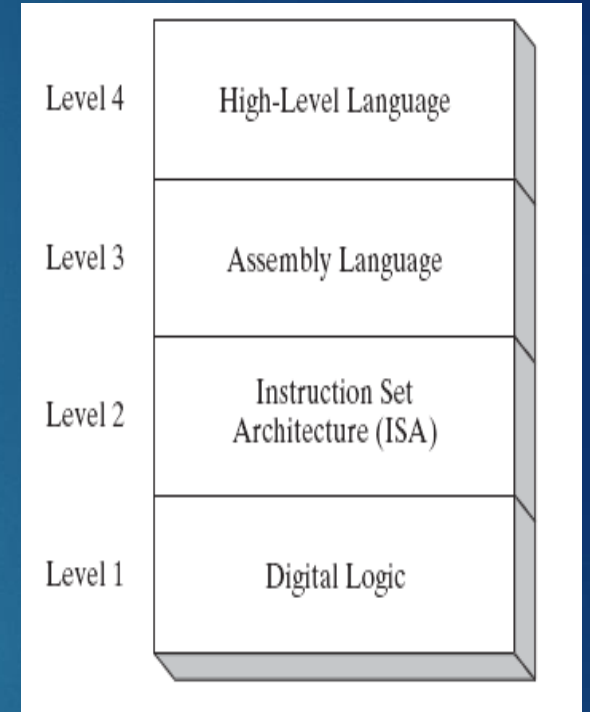 Level 4
High-Level Language
Level 3
Assembly Language
Level 2
Instruction Set
Architecture (ISA)
Level 1
Digital Logic